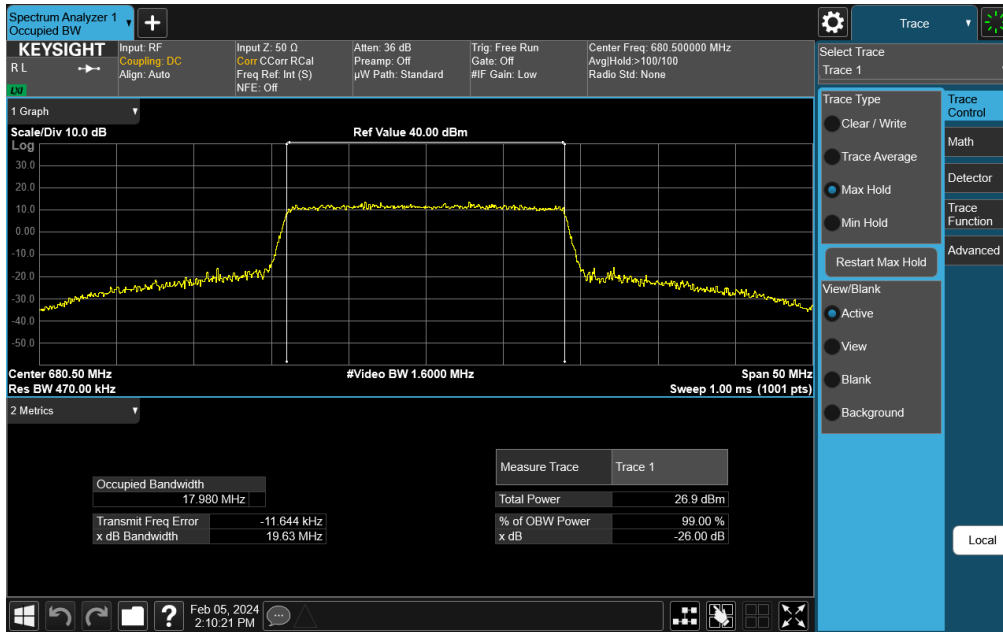 Spectrum Analyzer 1
Occupied BW
KEYSIGHT
R L
LXI
Input: RF
Coupling: DC
Align: Auto
Input Z: 50 Ω
Corr CCorr RCal
Freq Ref: Int (S)
NFE: Off
Atten: 36 dB
Preamp: Off
µW Path: Standard
Trig: Free Run
Gate: Off
#IF Gain: Low
Center Freq: 680.500000 MHz
Avg|Hold:>100/100
Radio Std: None
1 Graph
Scale/Div 10.0 dB
Ref Value 40.00 dBm
Log
30.0
20.0
10.0
0.00
-10.0
-20.0
-30.0
-40.0
-50.0
Center 680.50 MHz
#Video BW 1.6000 MHz
Span 50 MHz
Res BW 470.00 kHz
Sweep 1.00 ms (1001 pts)
2 Metrics
Occupied Bandwidth
17.980 MHz
Transmit Freq Error -11.644 kHz
x dB Bandwidth 19.63 MHz
Measure Trace Trace 1
Total Power 26.9 dBm
% of OBW Power 99.00 %
x dB -26.00 dB
Feb 05, 2024
2:10:21 PM
Trace
Select Trace
Trace 1
Trace Type
Clear / Write
Trace Average
Max Hold
Min Hold
Restart Max Hold
View/Blank
Active
View
Blank
Background
Trace
Control
Math
Detector
Trace
Function
Advanced
Local